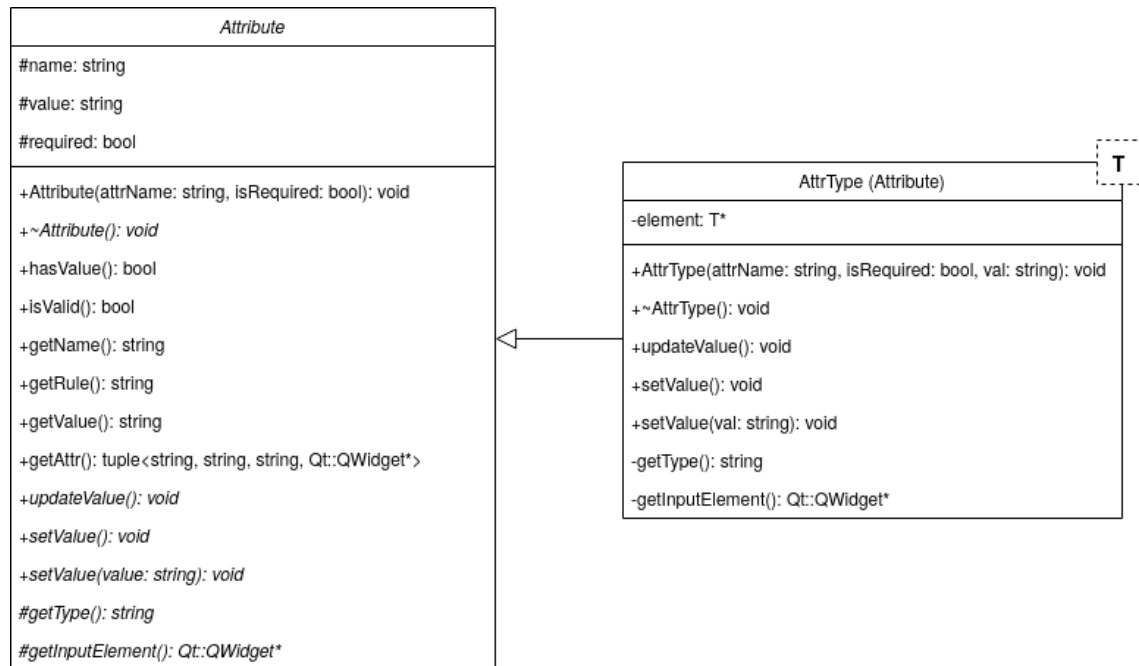 Attribute
#name: string
#value: string
#required: bool
+Attribute(attrName: string, isRequired: bool): void
+~Attribute(): void
+hasValue(): bool
+isValid(): bool
+getName(): string
+getRule(): string
+getValue(): string
+getAttr(): tuple<string, string, string, Qt::QWidget*>
+updateValue(): void
+setValue(): void
+setValue(value: string): void
#getType(): string
#getInputElement(): Qt::QWidget*
T
AttrType (Attribute)
-element: T*
+AttrType(attrName: string, isRequired: bool, val: string): void
+~AttrType(): void
+updateValue(): void
+setValue(): void
+setValue(val: string): void
-getType(): string
-getInputElement(): Qt::QWidget*